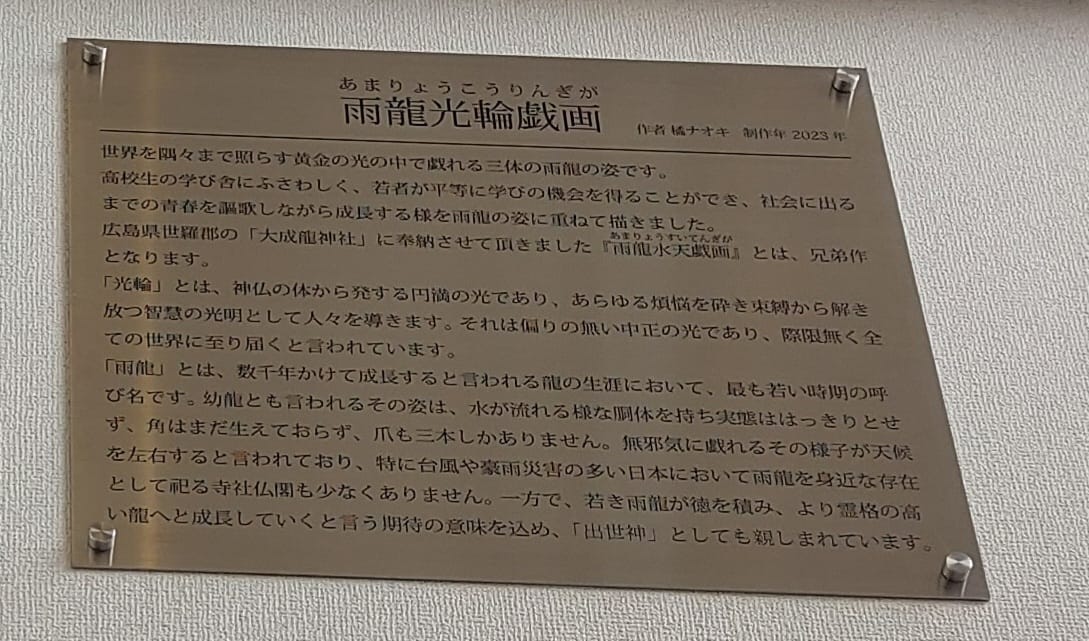 あまりょうこうりんぎが
雨龍光輪戯画
作者 橘ナオキ 制作年 2023年
世界を隅々まで照らす黄金の光の中で戯れる三体の雨龍の姿です。
高校生の学び舎にふさわしく、若者が平等に学びの機会を得ることができ、社会に出る
までの青春を謳歌しながら成長する様を雨龍の姿に重ねて描きました。
あまりょうすいてんぎが
広島県世羅郡の「大成龍神社」に奉納させて頂きました『雨龍水天戯画』とは、兄弟作
となります。
「光輪」とは、神仏の体から発する円満の光であり、あらゆる煩悩を砕き束縛から解き
放つ智慧の光明として人々を導きます。それは偏りの無い中正の光であり、際限無く全
ての世界に至り届くと言われています。
「雨龍」とは、数千年かけて成長すると言われる龍の生涯において、最も若い時期の呼
び名です。幼龍とも言われるその姿は、水が流れる様な胴体を持ち実態ははっきりとせ
ず、角はまだ生えておらず、爪も三本しかありません。無邪気に戯れるその様子が天候
を左右すると言われており、特に台風や豪雨災害の多い日本において雨龍を身近な存在
として祀る寺社仏閣も少なくありません。一方で、若き雨龍が徳を積み、より霊格の高
い龍へと成長していくと言う期待の意味を込め、「出世神」としても親しまれています。